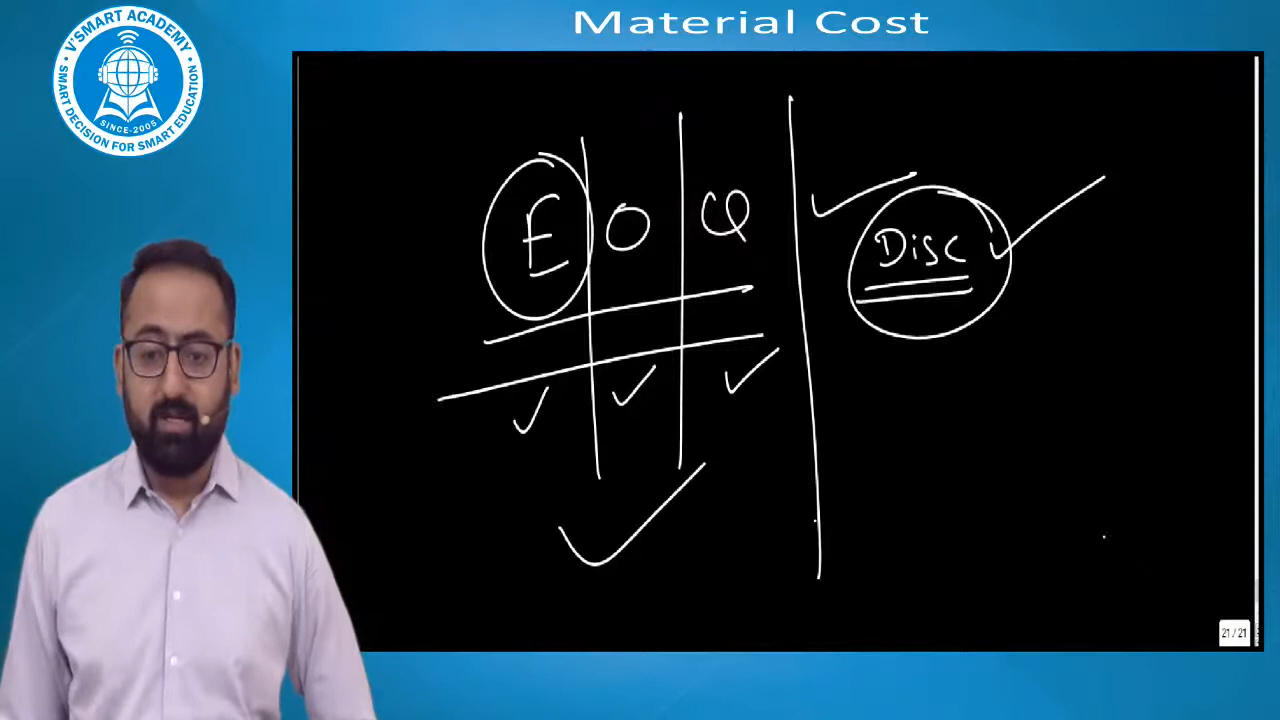 Material Cost
V'SMART ACADEMY
SINCE-2005
SMART DECISION FOR SMART EDUCATION
E O Q
Disc
21 / 21